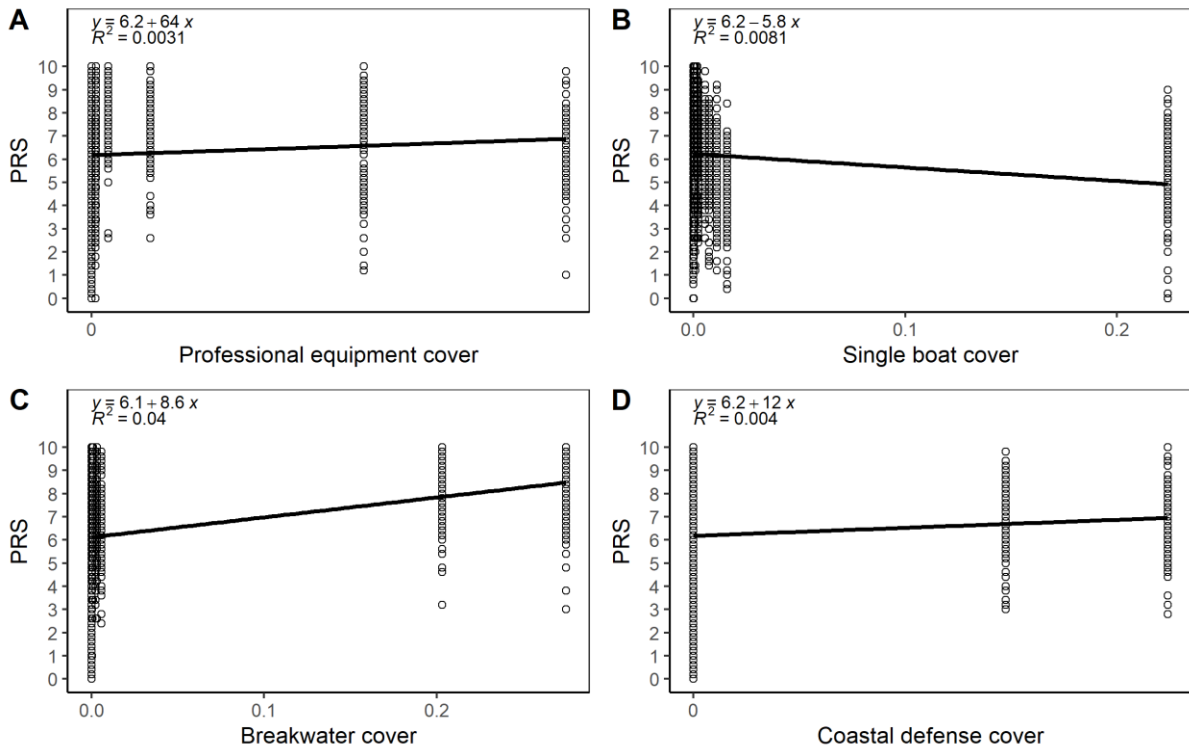 A
y = 6.2 + 64 x
R² = 0.0031
10
9
8
7
6
5
4
3
2
1
0
PRS
0
Professional equipment cover
B
y = 6.2 − 5.8 x
R² = 0.0081
10
9
8
7
6
5
4
3
2
1
0
PRS
0.0 0.1 0.2
Single boat cover
C
y = 6.1 + 8.6 x
R² = 0.04
10
9
8
7
6
5
4
3
2
1
0
PRS
0.0 0.1 0.2
Breakwater cover
D
y = 6.2 + 12 x
R² = 0.004
10
9
8
7
6
5
4
3
2
1
0
PRS
0
Coastal defense cover